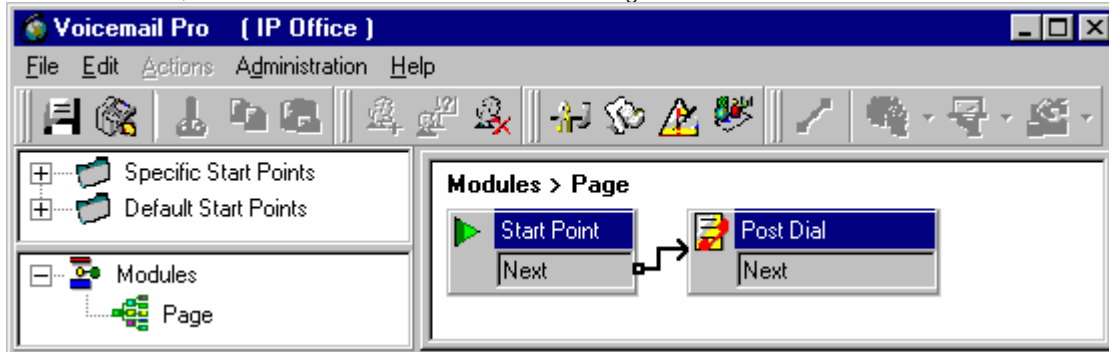 Voicemail Pro ( IP Office )
File Edit Actions Administration Help
Specific Start Points
Default Start Points
Modules
Page
Modules > Page
Start Point
Next
Post Dial
Next